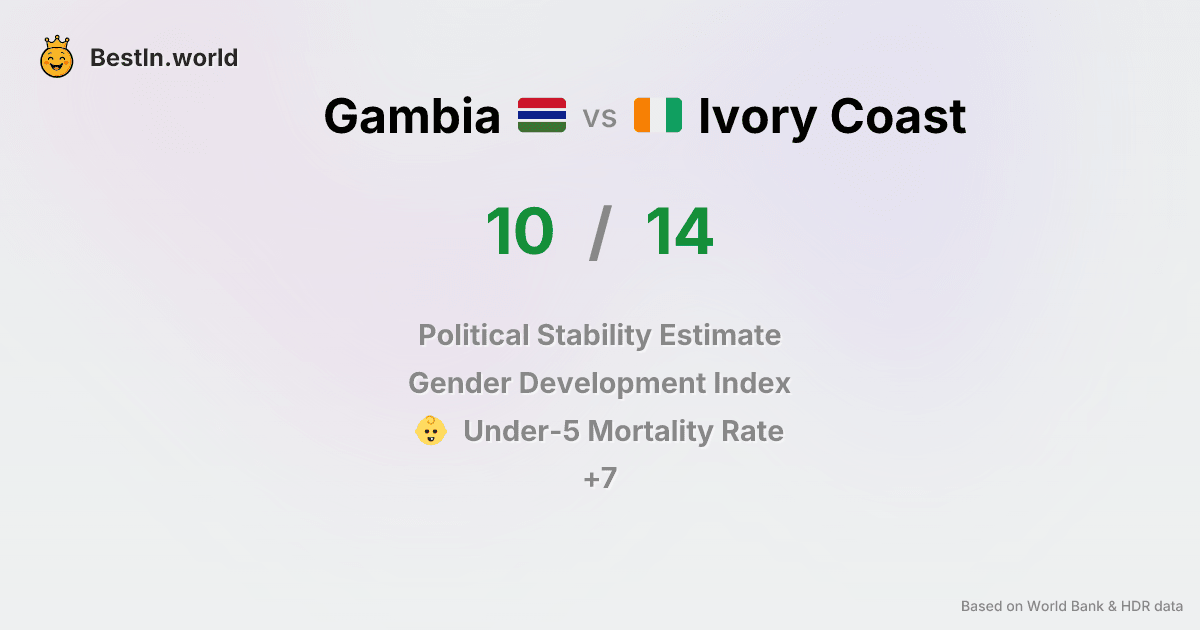 BestIn.world
Gambia vs Ivory Coast
10 / 14
Political Stability Estimate
Gender Development Index
Under-5 Mortality Rate
+7
Based on World Bank & HDR data